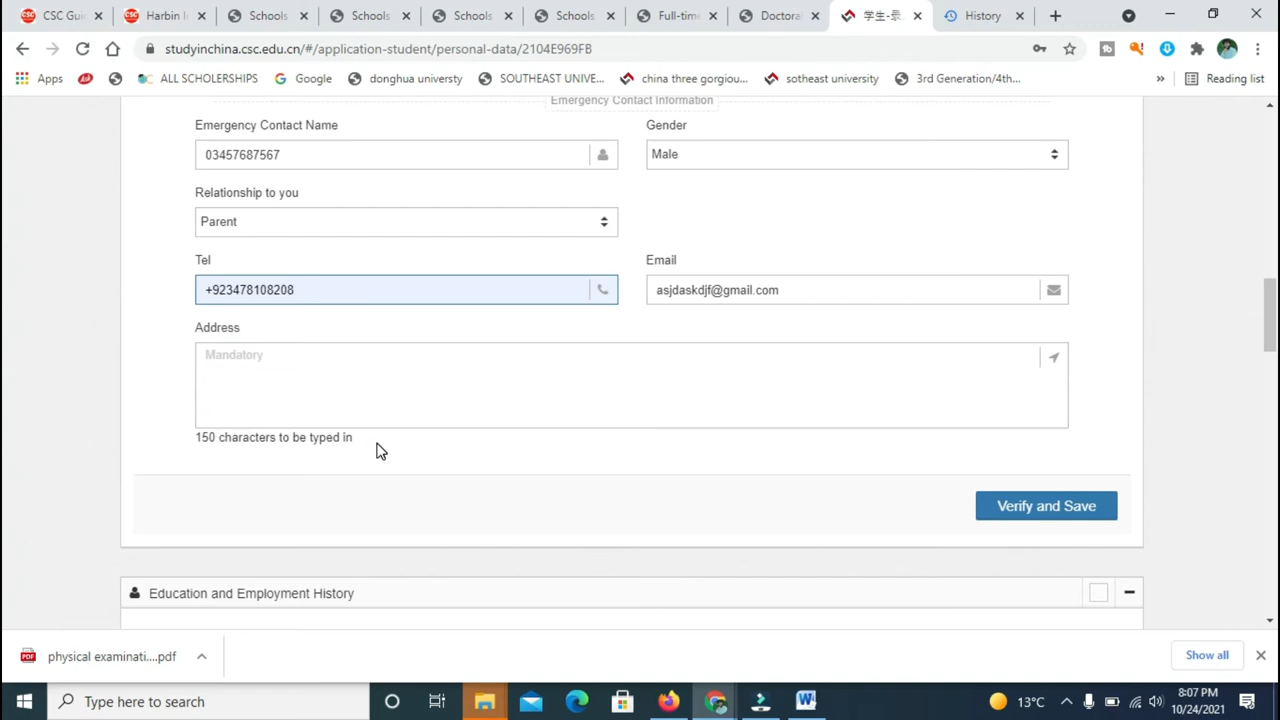 CSC Gui
Harbin I
Schools
Schools
Schools
Schools
Full-tim
Doctora
学生-录
History
studyinchina.csc.edu.cn/#/application-student/personal-data/2104E969FB
Apps
ALL SCHOLERSHIPS
Google
donghua universty
SOUTHEAST UNIVE...
china three gorgiou...
sotheast university
3rd Generation/4th...
»
Reading list
Emergency Contact Information
Emergency Contact Name
Gender
03457687567
Male
Relationship to you
Parent
Tel
Email
+923478108208
asjdaskdjf@gmail.com
Address
Mandatory
150 characters to be typed in
Verify and Save
Education and Employment History
physical examinati....pdf
Show all
Type here to search
13°C
8:07 PM
10/24/2021